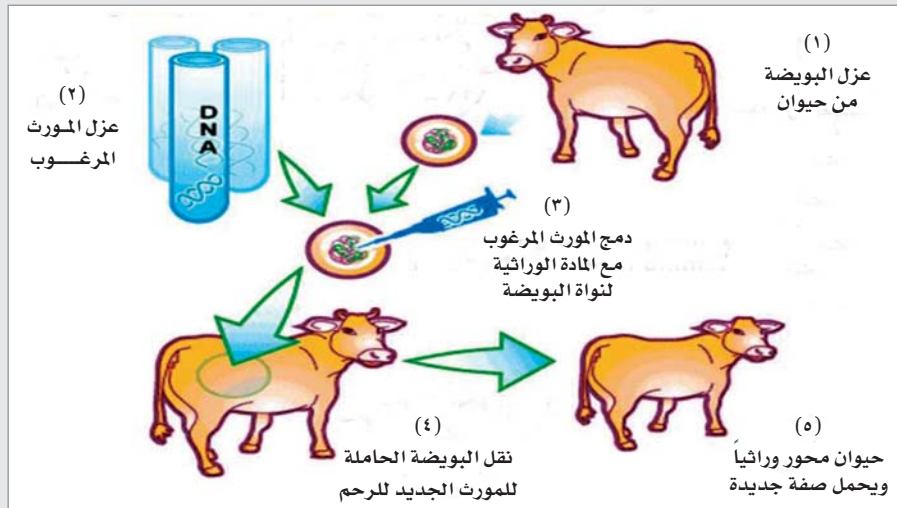 (١)
عزل البويضة
من حيوان
(٢)
عزل المورث
المرغـــوب
DNA
(٣)
دمج المورث المرغوب
مع المادة الوراثية
لنواة البويضة
(٤)
نقل البويضة الحاملة
للمورث الجديد للرحم
(٥)
حيوان محور وراثياً
ويحمل صفة جديدة